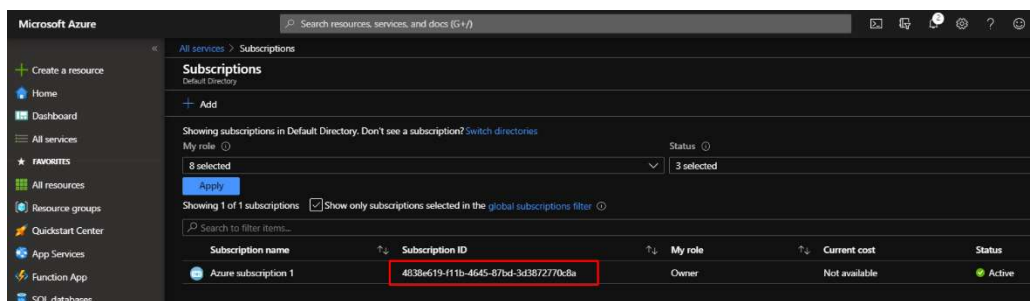 Microsoft Azure
Search resources, services, and docs (G+/)
2
«
All services > Subscriptions
Create a resource
Home
Dashboard
All services
FAVORITES
All resources
Resource groups
Quickstart Center
App Services
Function App
SQL databases
Subscriptions
Default Directory
+ Add
Showing subscriptions in Default Directory. Don't see a subscription? Switch directories
My role Status
8 selected 3 selected
Apply
Showing 1 of 1 subscriptions Show only subscriptions selected in the global subscriptions filter
Search to filter items...
Subscription name Subscription ID My role Current cost Status
Azure subscription 1 4838e619-f11b-4645-87bd-3d3872770c8a Owner Not available Active